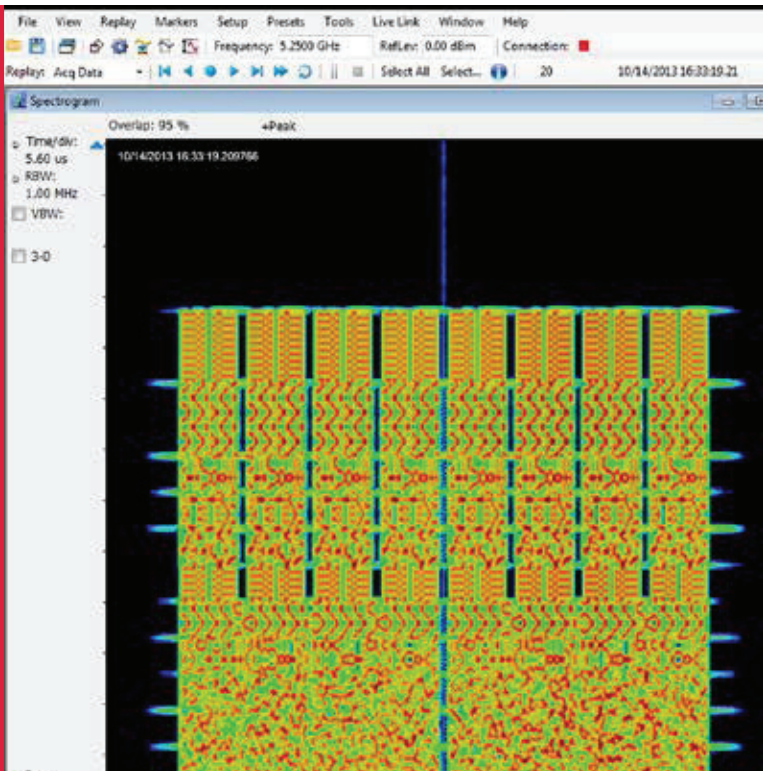 File View Replay Markers Setup Presets Tools Live Link Window Help
Frequency: 5.2500 GHz RefLev: 0.00 dBm Connection:
Replay: Acq Data Select All Select... 20 10/14/2013 16:33:19.21
Spectrogram
Overlap: 95 % +Peak
Time/div:
5.60 us
RBW:
1.00 MHz
VBW:
3-D
10/14/2013 16:33:19.209766